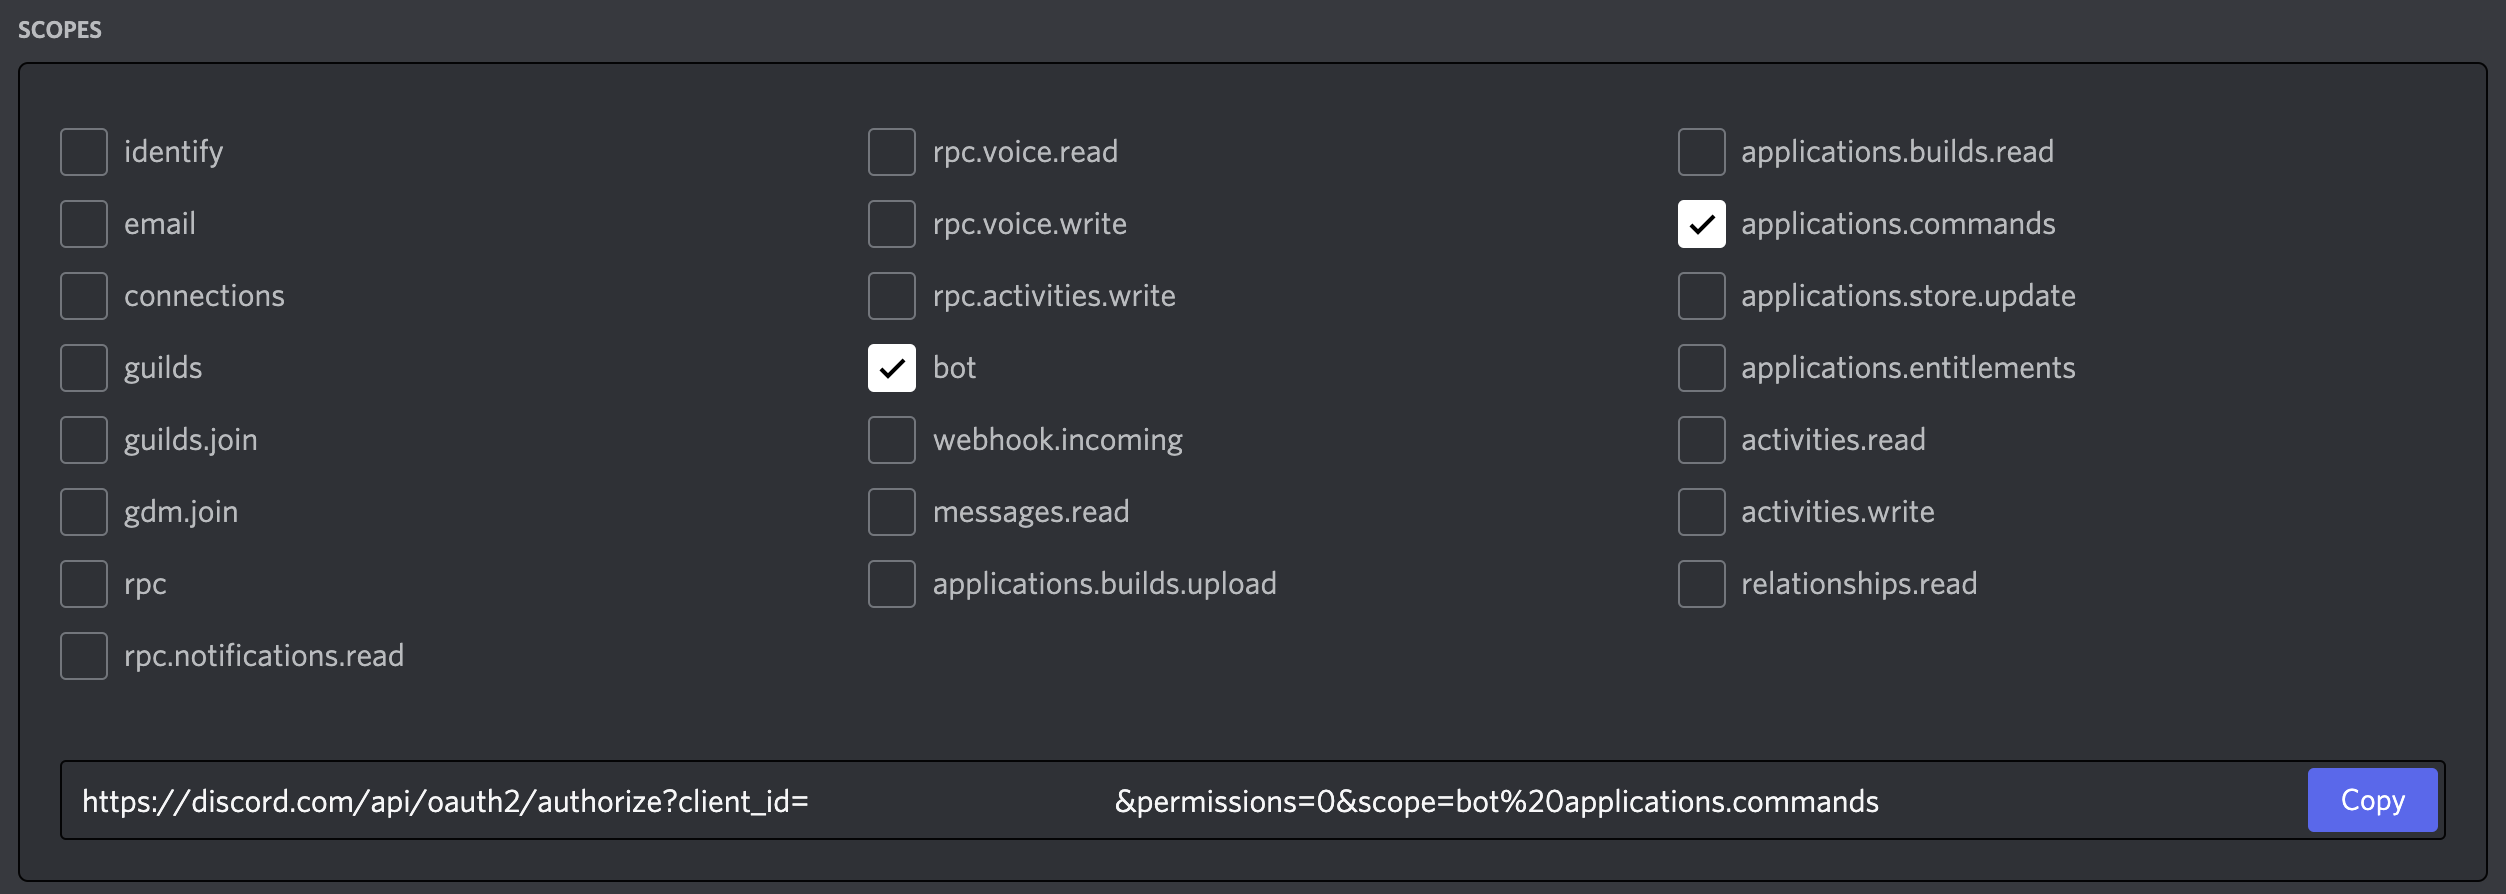 SCOPES
identify
email
connections
guilds
guilds.join
gdm.join
rpc
rpc.notifications.read
rpc.voice.read
rpc.voice.write
rpc.activities.write
bot
webhook.incoming
messages.read
applications.builds.upload
applications.builds.read
applications.commands
applications.store.update
applications.entitlements
activities.read
activities.write
relationships.read
https://discord.com/api/oauth2/authorize?client_id= &permissions=0&scope=bot%20applications.commands
Copy